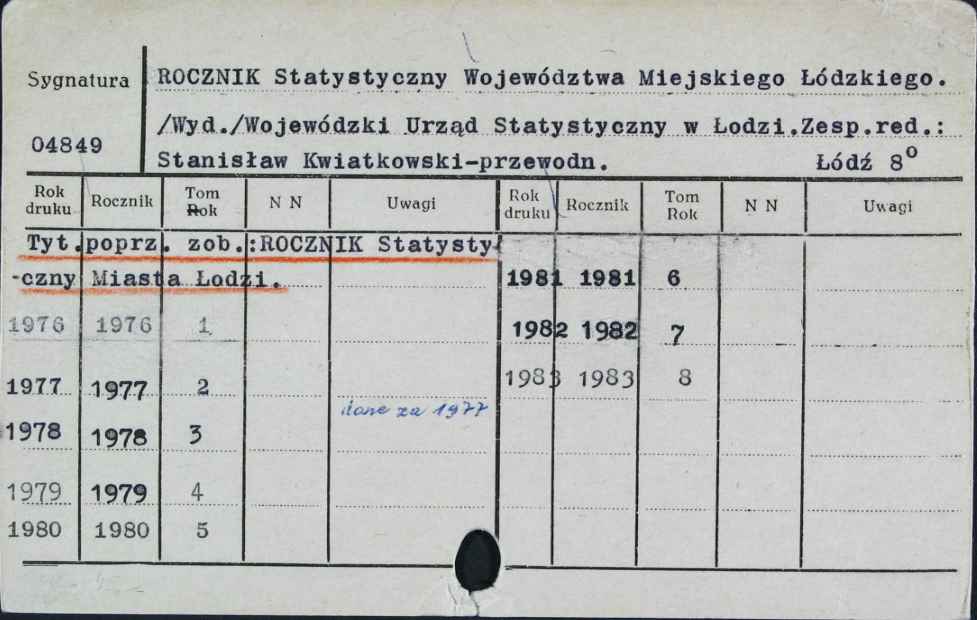 Sygnatura
04849
ROCZNIK Statystyczny Województwa Miejskiego Łódzkiego.
/Wyd./Wojewódzki Urząd Statystyczny w Łodzi.Zesp.red.:
Stanisław Kwiatkowski-przewodn. Łódź 8º
Rok druku Rocznik Tom Rok N N Uwagi Rok druku Rocznik Tom Rok N N Uwagi
Tyt.poprz. zob.:ROCZNIK Statysty
-czny Miasta Łodzi.
1976 1976 1
1977 1977 2
dane za 1977
1978 1978 3
1979 1979 4
1980 1980 5
1981 1981 6
1982 1982 7
1983 1983 8